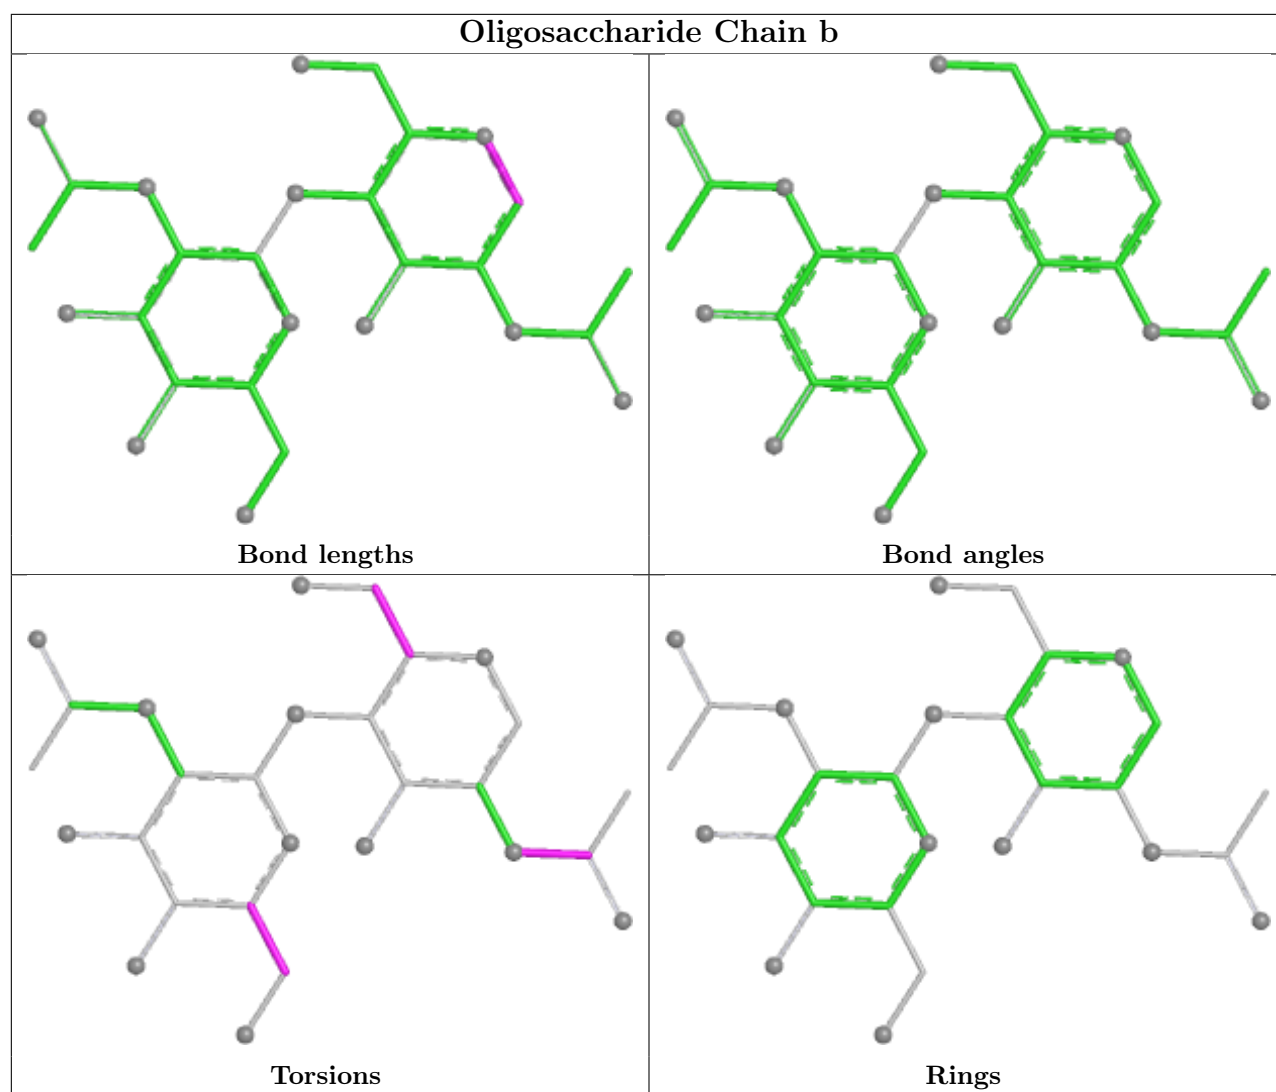 Oligosaccharide Chain b
Bond lengths
Bond angles
Torsions
Rings